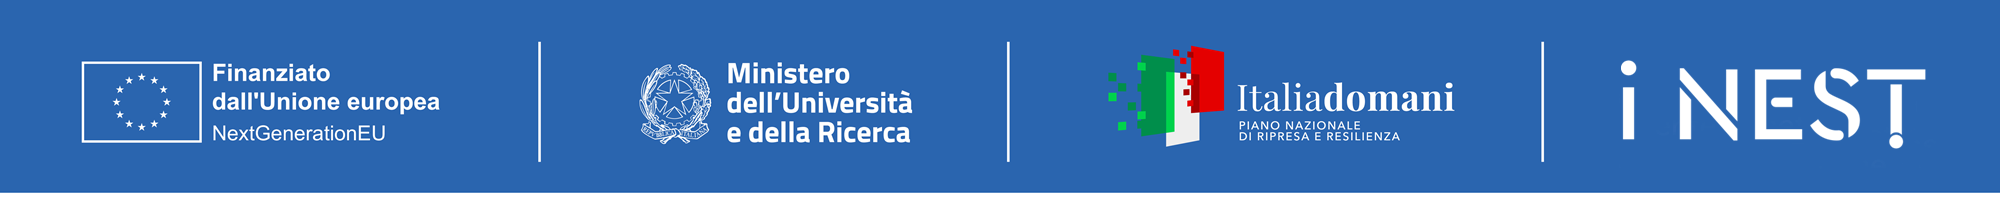 Finanziato
dall'Unione europea
NextGenerationEU
Ministero
dell'Università
e della Ricerca
Italiadomani
PIANO NAZIONALE
DI RIPRESA E RESILIENZA
i NEST